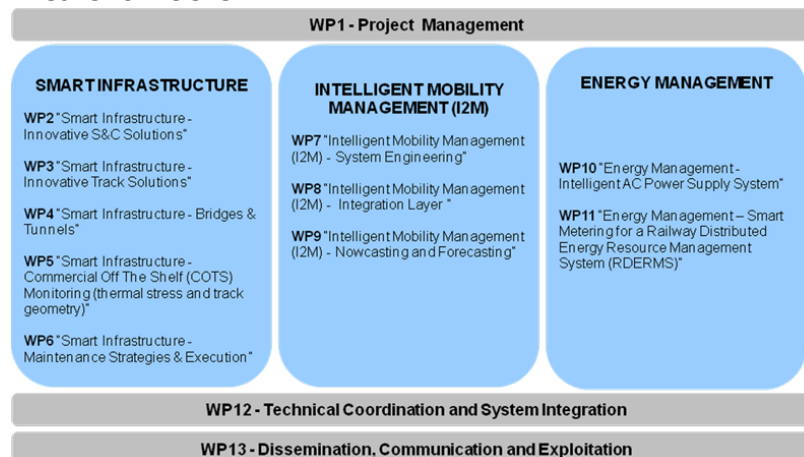 WP1 - Project Management
SMART INFRASTRUCTURE
WP2 "Smart Infrastructure -
Innovative S&C Solutions"
WP3 "Smart Infrastructure -
Innovative Track Solutions"
WP4 "Smart Infrastructure - Bridges &
Tunnels"
WP5 "Smart Infrastructure -
Commercial Off The Shelf (COTS)
Monitoring (thermal stress and track
geometry)"
WP6 "Smart Infrastructure -
Maintenance Strategies & Execution"
INTELLIGENT MOBILITY
MANAGEMENT (I2M)
WP7 "Intelligent Mobility Management
(I2M) - System Engineering"
WP8 "Intelligent Mobility Management
(I2M) - Integration Layer "
WP9 "Intelligent Mobility Management
(I2M) - Nowcasting and Forecasting"
ENERGY MANAGEMENT
WP10 "Energy Management -
Intelligent AC Power Supply System"
WP11 "Energy Management – Smart
Metering for a Railway Distributed
Energy Resource Management
System (RDERMS)"
WP12 - Technical Coordination and System Integration
WP13 - Dissemination, Communication and Exploitation